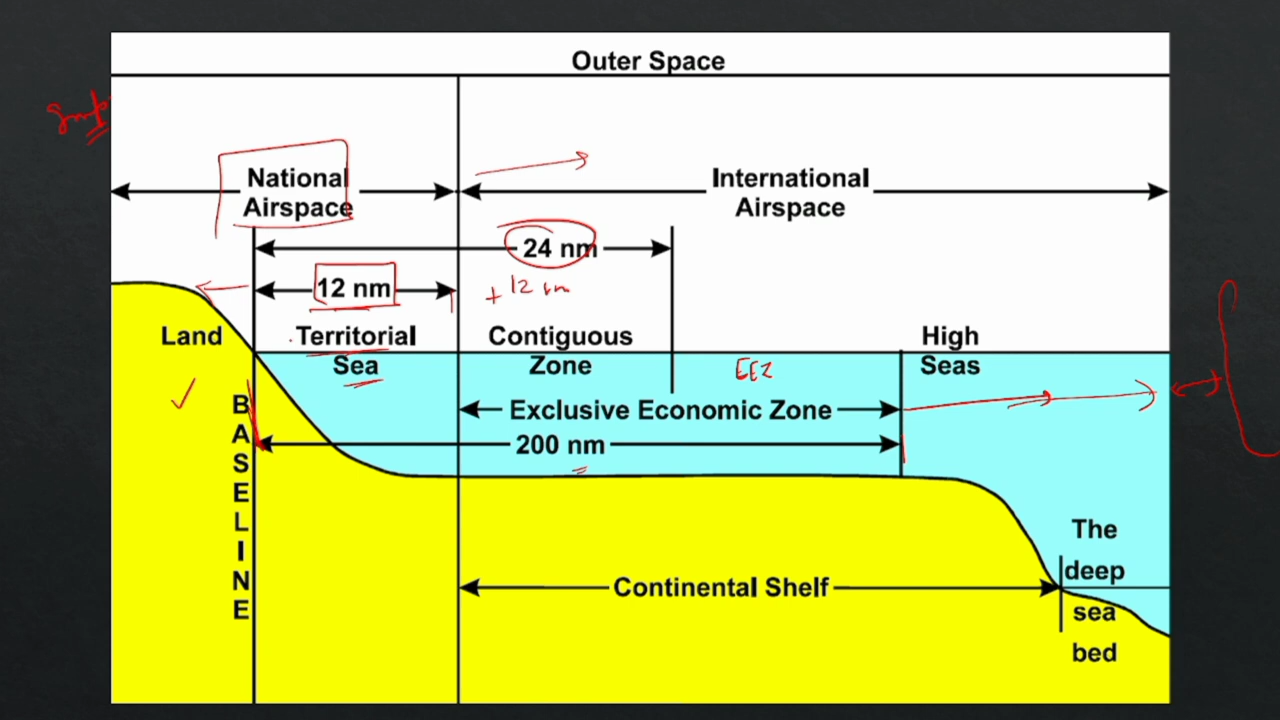 Outer Space
National
Airspace
International
Airspace
24 nm
12 nm
+ 12 nm
Land
Territorial
Sea
Contiguous
Zone
High
Seas
EEZ
Exclusive Economic Zone
200 nm
BASELINE
Continental Shelf
The
deep
sea
bed